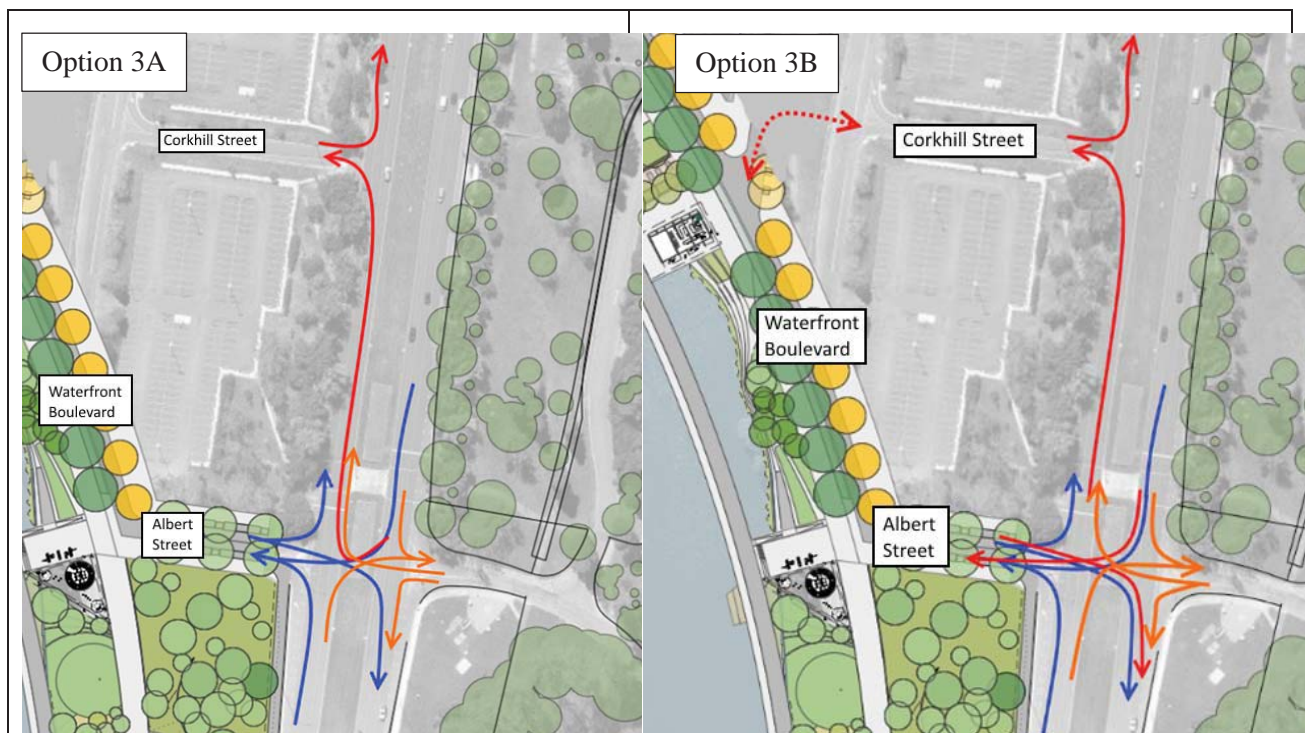 Option 3A
Corkhill Street
Waterfront
Boulevard
Albert
Street
Option 3B
Corkhill Street
Waterfront
Boulevard
Albert
Street